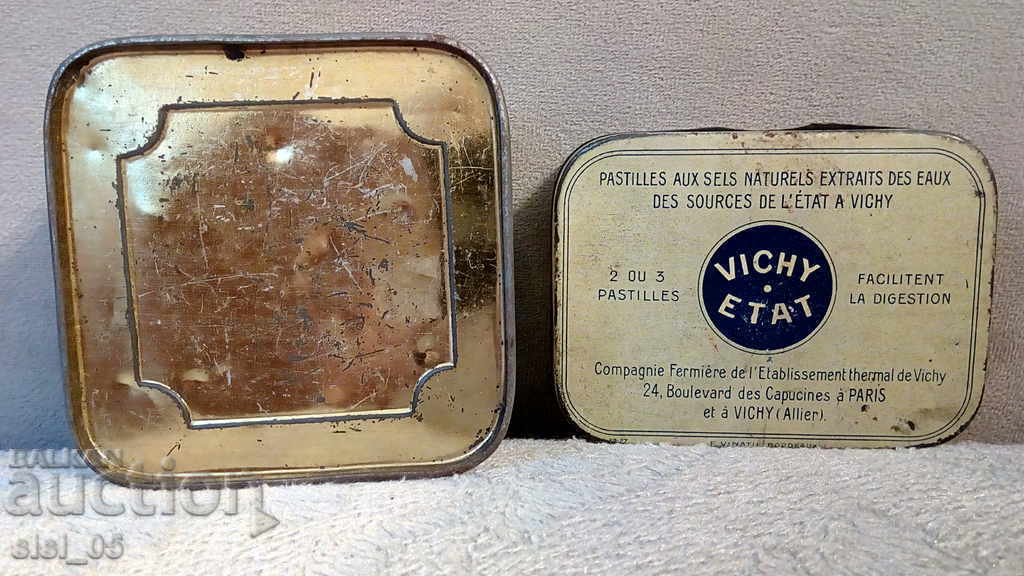 PASTILLES AUX SELS NATURELS EXTRAITS DES EAUX
DES SOURCES DE L'ÉTAT A VICHY
2 OU 3
PASTILLES
VICHY
ETAT
FACILITENT
LA DIGESTION
Compagnie Fermière de l'Etablissement thermal de Vichy
24, Boulevard des Capucines à PARIS
et à VICHY (Allier).
BORDEAUX
BALKAN
auction
sisi_05